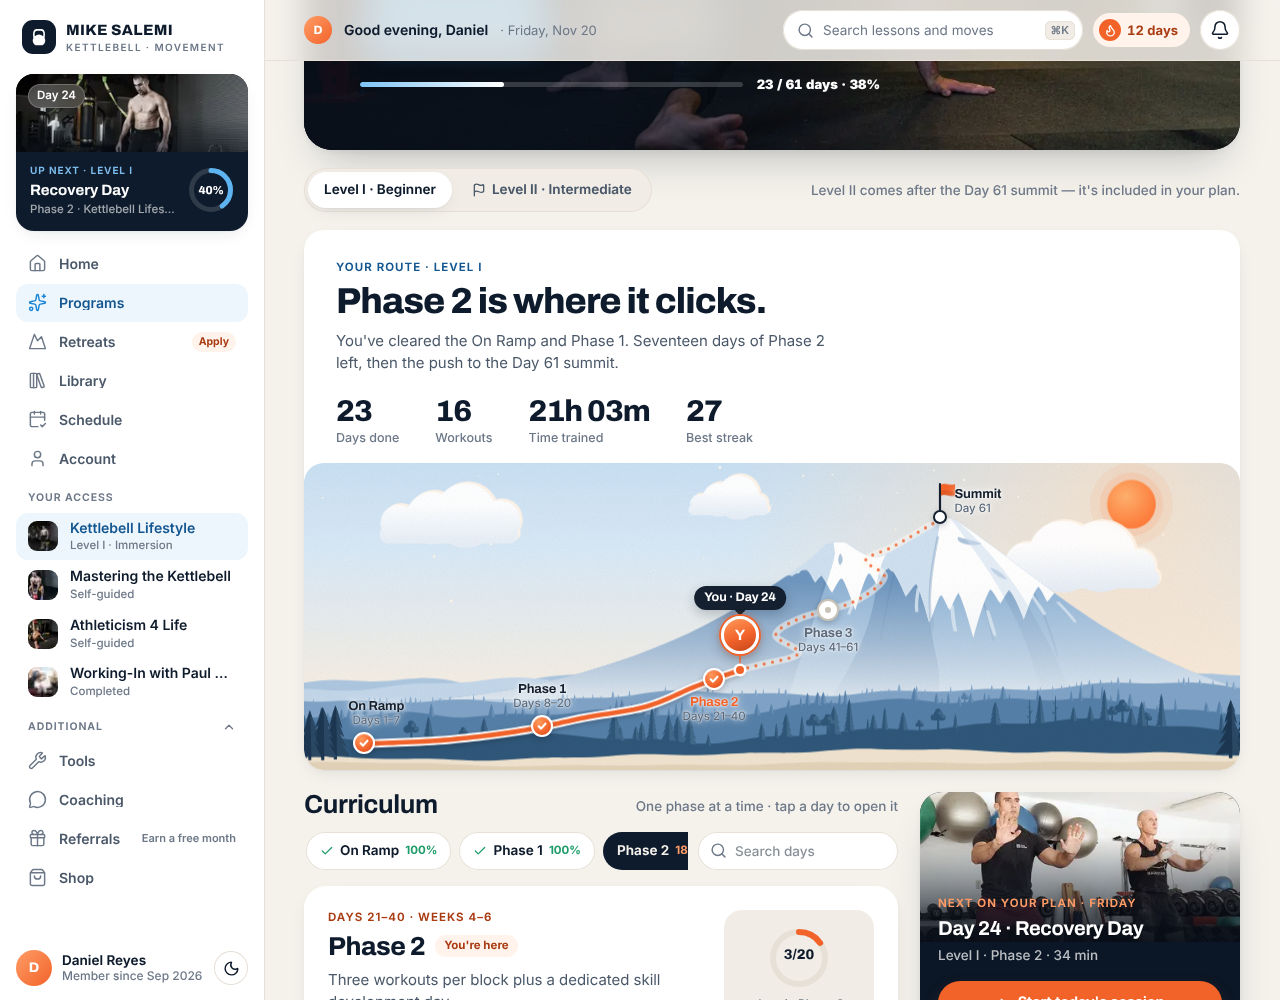 MIKE SALEMI
KETTLEBELL · MOVEMENT
Day 24
UP NEXT · LEVEL I
Recovery Day
Phase 2 · Kettlebell Lifes...
40%
Home
Programs
Retreats
Apply
Library
Schedule
Account
YOUR ACCESS
Kettlebell Lifestyle
Level I · Immersion
Mastering the Kettlebell
Self-guided
Athleticism 4 Life
Self-guided
Working-In with Paul ...
Completed
ADDITIONAL
Tools
Coaching
Referrals
Earn a free month
Shop
D
Daniel Reyes
Member since Sep 2026
D
Good evening, Daniel · Friday, Nov 20
Search lessons and moves
⌘K
12 days
23 / 61 days · 38%
Level I · Beginner
Level II · Intermediate
Level II comes after the Day 61 summit — it's included in your plan.
YOUR ROUTE · LEVEL I
Phase 2 is where it clicks.
You've cleared the On Ramp and Phase 1. Seventeen days of Phase 2
left, then the push to the Day 61 summit.
23
Days done
16
Workouts
21h 03m
Time trained
27
Best streak
Summit
Day 61
You · Day 24
Y
Phase 3
Days 41–61
Phase 1
Days 8–20
Phase 2
Days 21–40
On Ramp
Days 1–7
Curriculum
One phase at a time · tap a day to open it
On Ramp 100%
Phase 1 100%
Phase 2 18
Search days
DAYS 21–40 · WEEKS 4–6
Phase 2
You're here
Three workouts per block plus a dedicated skill
development day.
3/20
NEXT ON YOUR PLAN · FRIDAY
Day 24 · Recovery Day
Level I · Phase 2 · 34 min
Start today's session